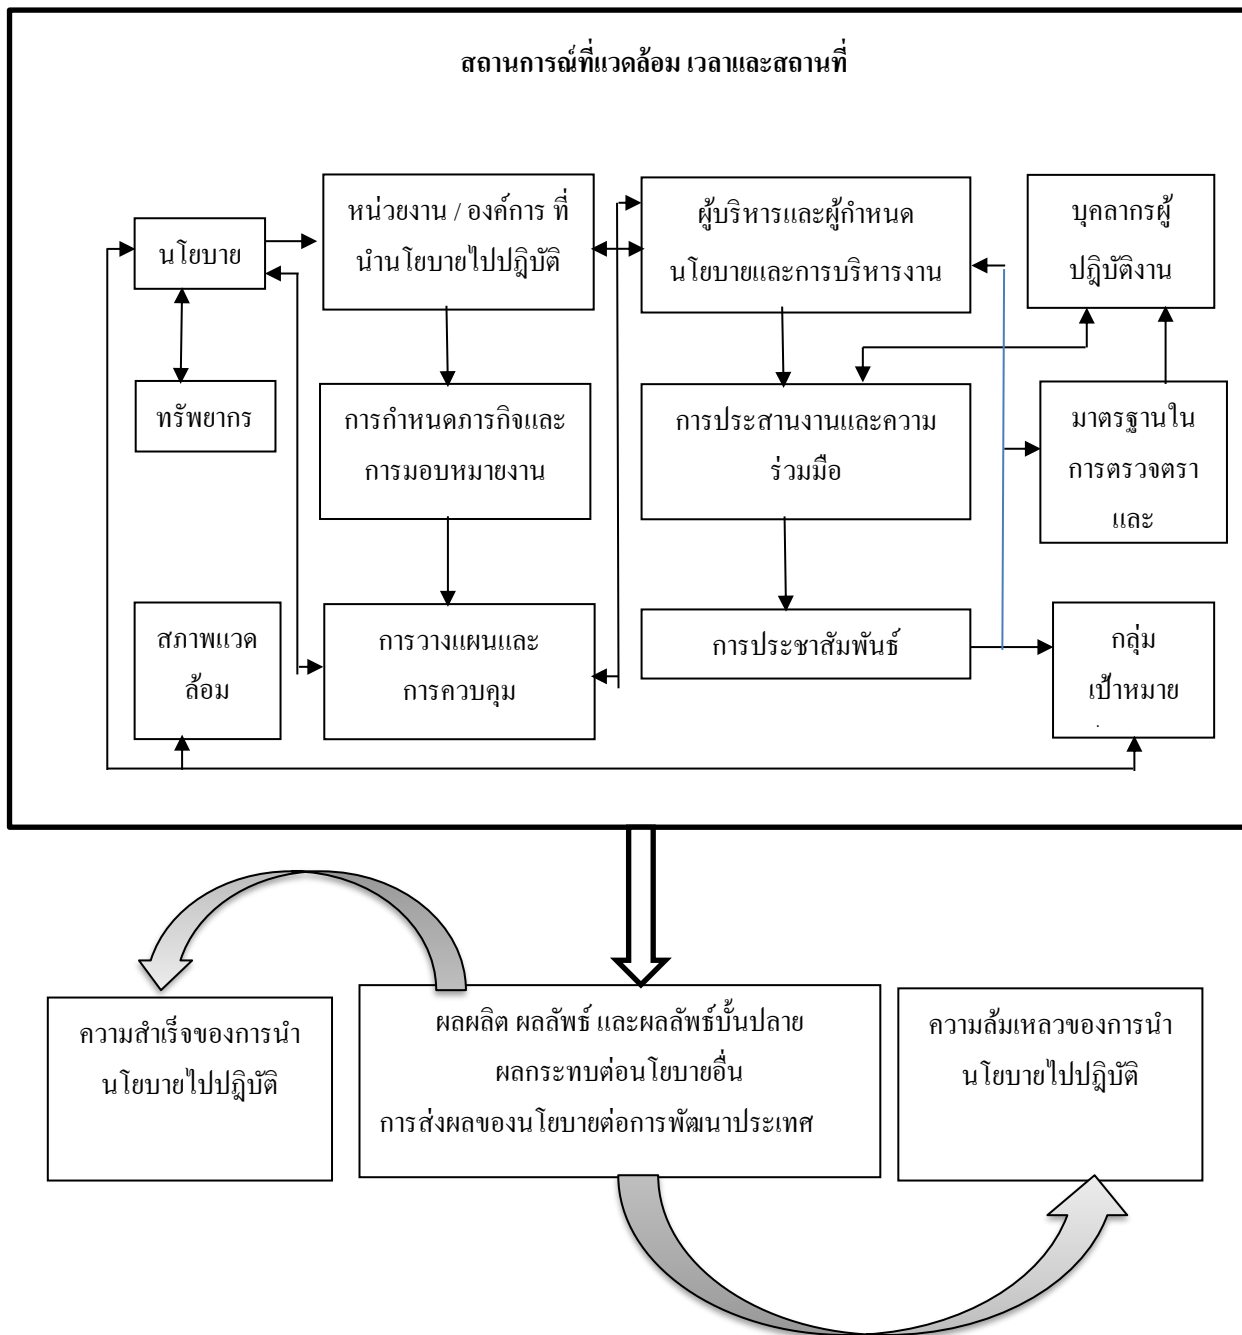 สถานการณ์ที่แวดล้อม เวลาและสถานที่
นโยบาย
หน่วยงาน / องค์การ ที่
นำนโยบายไปปฎิบัติ
ผู้บริหารและผู้กำหนด
นโยบายและการบริหารงาน
บุคลากรผู้
ปฎิบัติงาน
ทรัพยากร
การกำหนดภารกิจและ
การมอบหมายงาน
การประสานงานและความ
ร่วมมือ
มาตรฐานใน
การตรวจตรา
และ
สภาพแวด
ล้อม
การวางแผนและ
การควบคุม
การประชาสัมพันธ์
กลุ่ม
เป้าหมาย
ความสำเร็จของการนำ
นโยบายไปปฎิบัติ
ผลผลิต ผลลัพธ์ และผลลัพธ์บั้นปลาย
ผลกระทบต่อนโยบายอื่น
การส่งผลของนโยบายต่อการพัฒนาประเทศ
ความล้มเหลวของการนำ
นโยบายไปปฎิบัติ